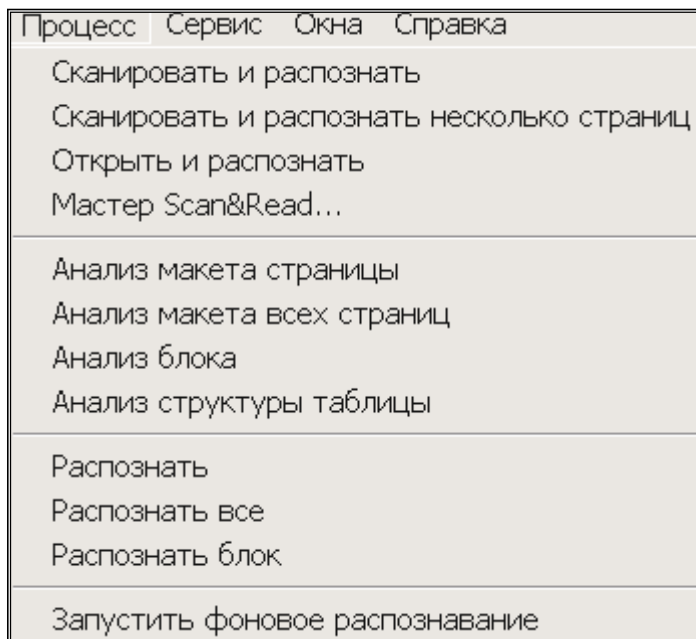 Процесс Сервис Окна Справка
Сканировать и распознать
Сканировать и распознать несколько страниц
Открыть и распознать
Мастер Scan&Read...
Анализ макета страницы
Анализ макета всех страниц
Анализ блока
Анализ структуры таблицы
Распознать
Распознать все
Распознать блок
Запустить фоновое распознавание